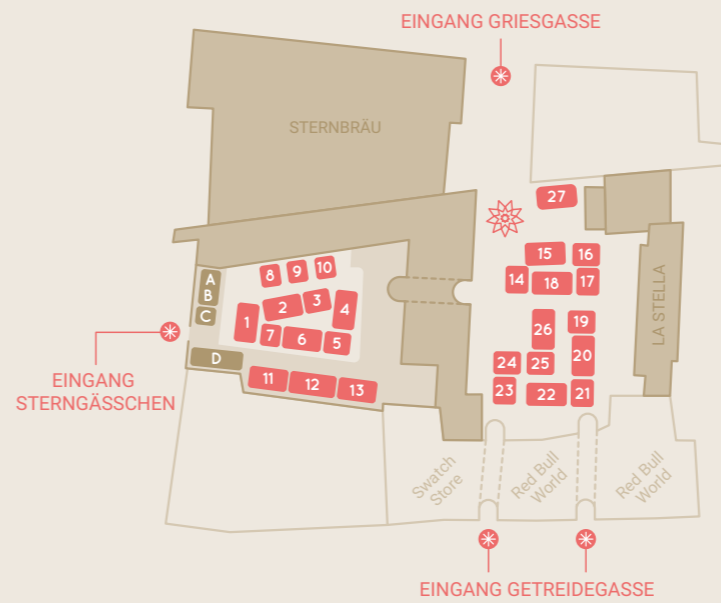 EINGANG GRIESGASSE
STERNBRÄU
27
15
16
14
18
17
LA STELLA
26
19
20
24
25
23
22
21
8
9
10
A
B
C
2
3
4
1
7
6
5
D
11
12
13
EINGANG
STERNGÄSSCHEN
Swatch
Store
Red Bull
World
Red Bull
World
EINGANG GETREIDEGASSE